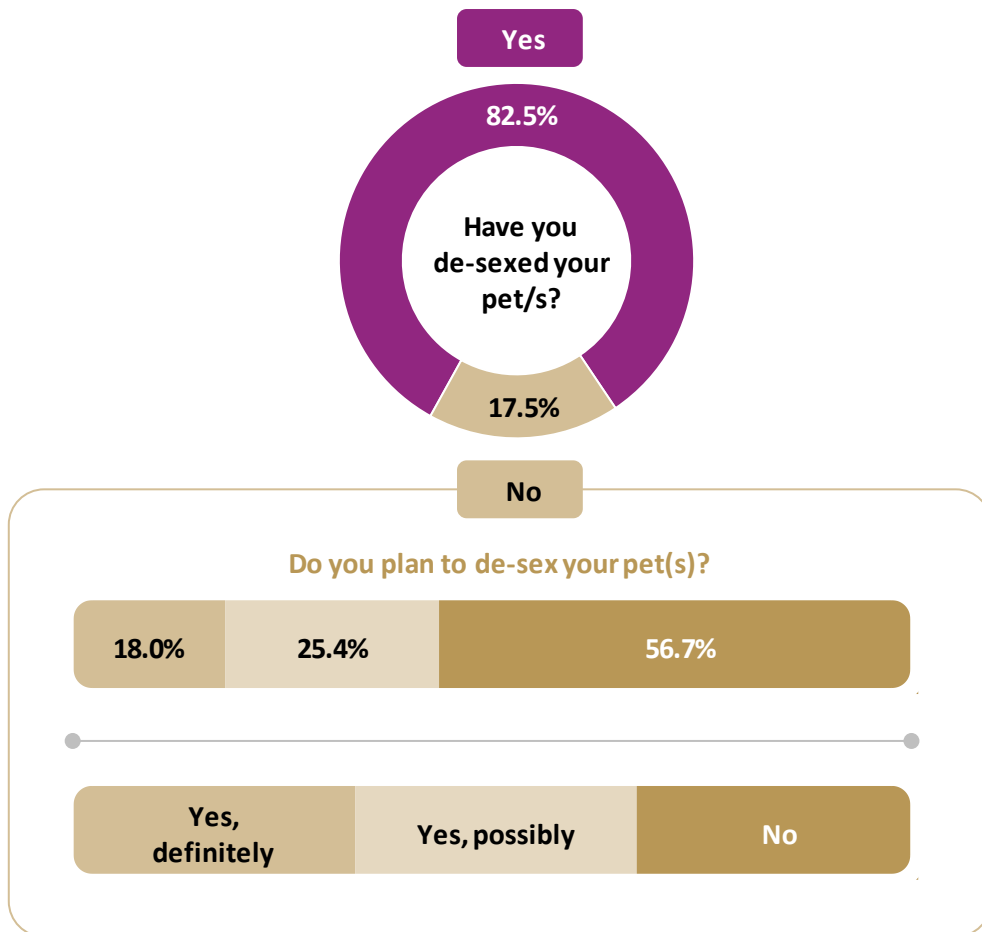 Yes
82.5%
Have you
de-sexed your
pet/s?
17.5%
No
Do you plan to de-sex your pet(s)?
18.0% 25.4% 56.7%
Yes,
definitely
Yes, possibly
No